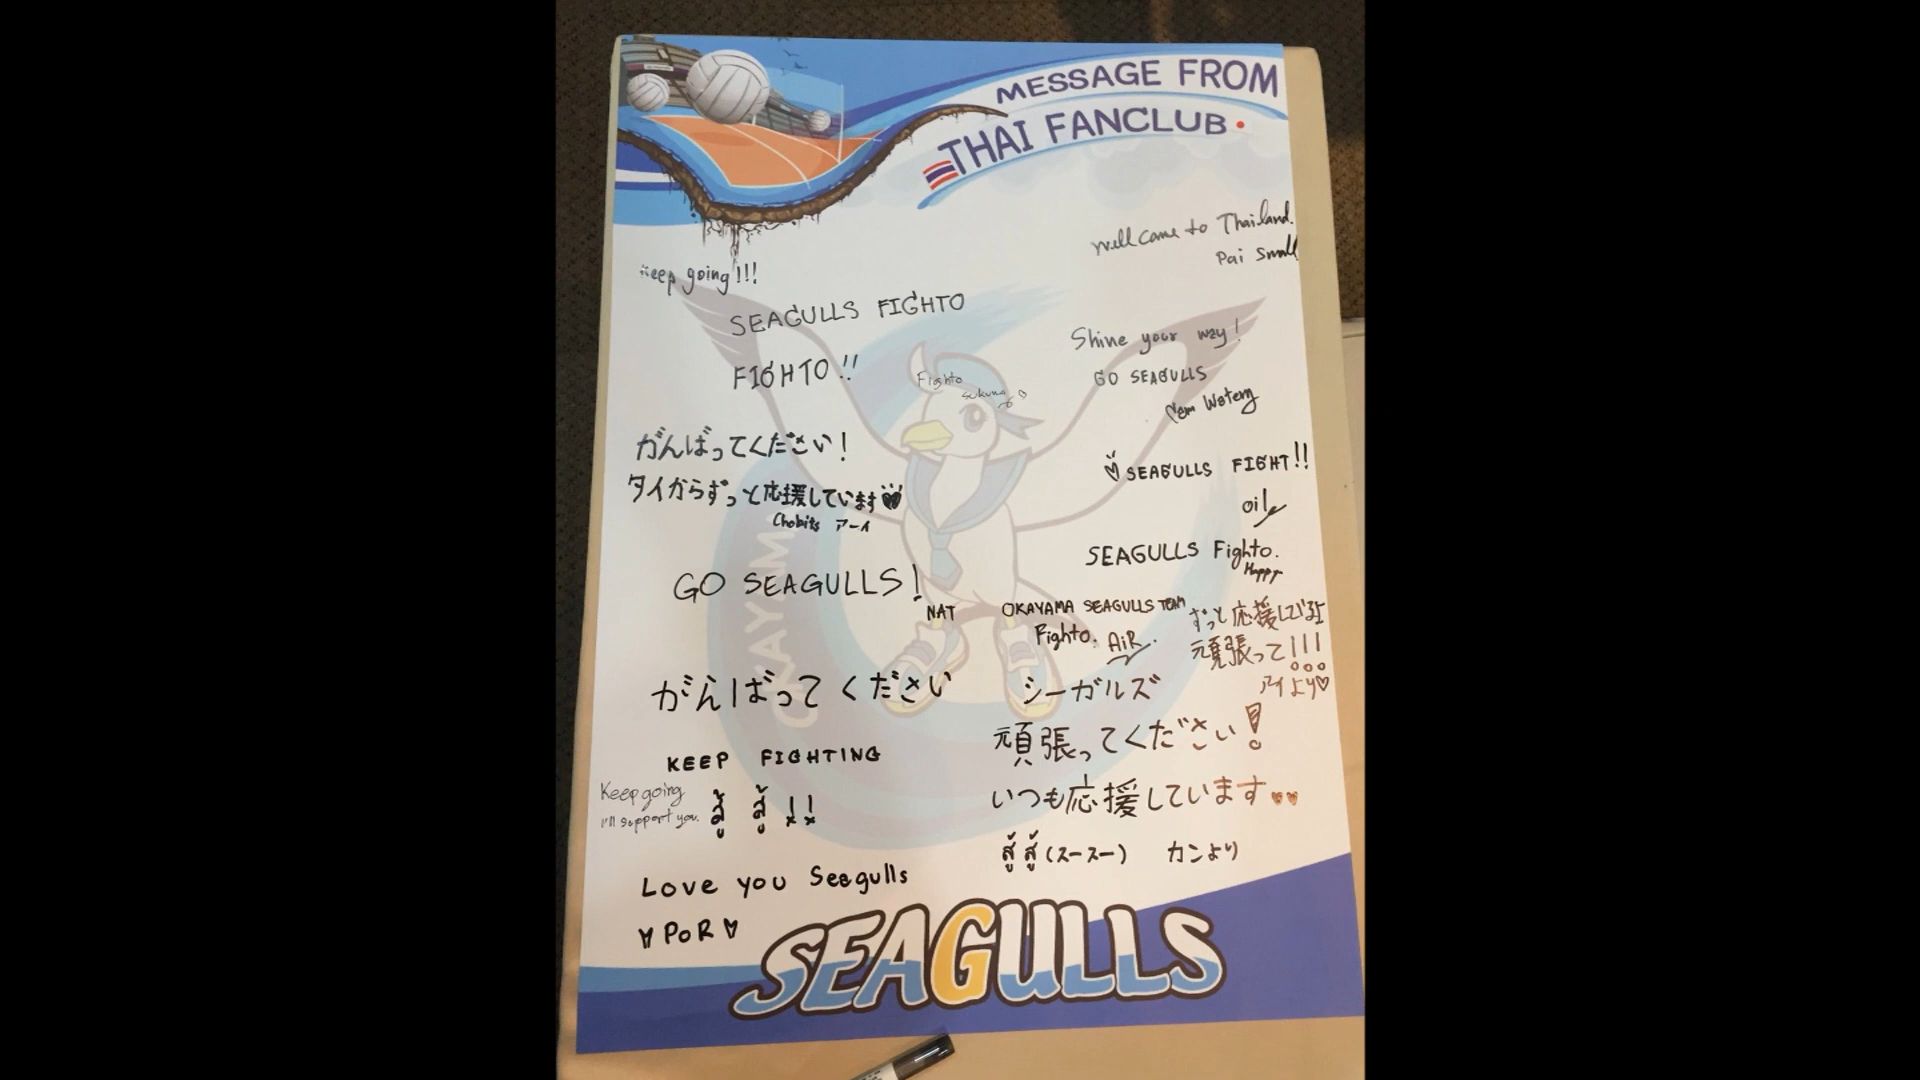 MESSAGE FROM
THAI FANCLUB
wellcome to Thailand.
Pai Small
Keep going!!!
SEAGULLS FIGHTO
FIGHTO!!
Fighto
Shine your way!
GO SEAGULLS
がんばってください!
タイからずっと応援しています
Chobits アーイ
SEAGULLS FIGHT!!
oil
SEAGULLS Fighto.
Happy
GO SEAGULLS!
NAT
OKAYAMA SEAGULLS TEAM
Fighto. AiR.
ずっと応援している
頑張って!!!
アイより
がんばってください
シーガルズ
頑張ってください!
いつも応援しています
สู้ สู้ (スースー) カンより
KEEP FIGHTING
สู้ สู้ !!
Keep going
I'll support you.
Love you Seagulls
PoR
OKAYAMA
SEAGULLS